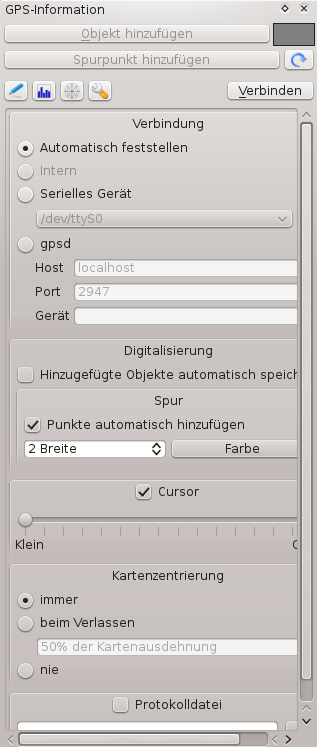 GPS-Information
Objekt hinzufügen
Spurpunkt hinzufügen
Verbinden
Verbindung
Automatisch feststellen
Intern
Serielles Gerät
/dev/ttyS0
gpsd
Host localhost
Port 2947
Gerät
Digitalisierung
Hinzugefügte Objekte automatisch speich
Spur
Punkte automatisch hinzufügen
2 Breite Farbe
Cursor
Klein
Kartenzentrierung
immer
beim Verlassen
50% der Kartenausdehnung
nie
Protokolldatei